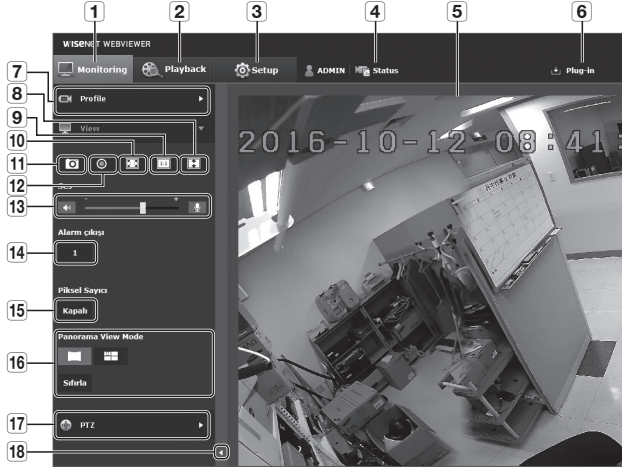 1 2 3 4 5 6
WISENET WEBVIEWER
Monitoring Playback Setup ADMIN Status Plug-in
7
Profile
8
View
9
10
2016-10-12 08:41:
11
1:1
12
Ses
13
Alarm çıkışı
14
1
Piksel Sayıcı
15
Kapalı
Panorama View Mode
16
Sıfırla
17
PTZ
18